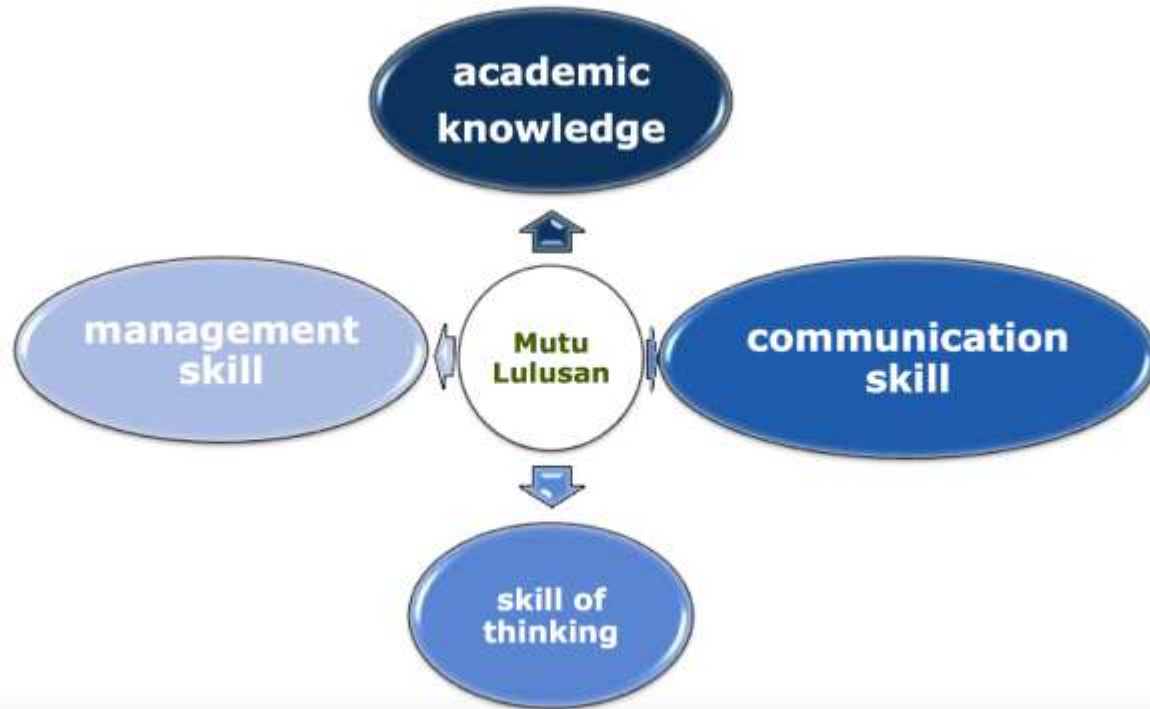 academic
knowledge
management
skill
Mutu
Lulusan
communication
skill
skill of
thinking